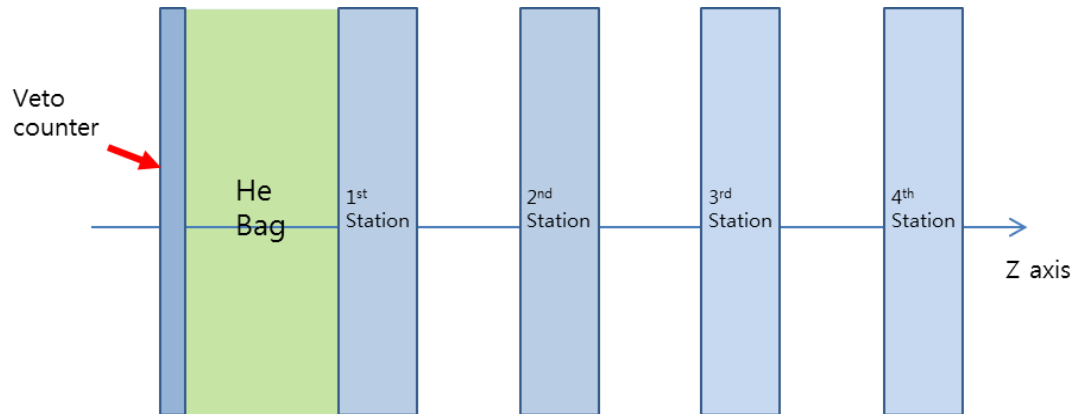 Veto
counter
He
Bag
1st
Station
2nd
Station
3rd
Station
4th
Station
Z axis